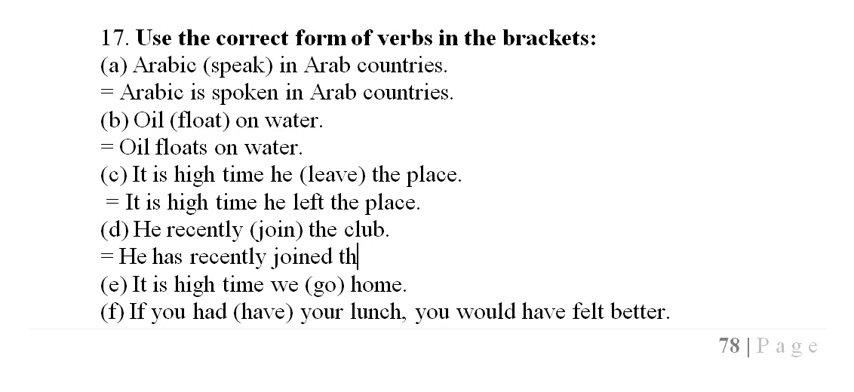 17. Use the correct form of verbs in the brackets:
(a) Arabic (speak) in Arab countries.
= Arabic is spoken in Arab countries.
(b) Oil (float) on water.
= Oil floats on water.
(c) It is high time he (leave) the place.
= It is high time he left the place.
(d) He recently (join) the club.
= He has recently joined th
(e) It is high time we (go) home.
(f) If you had (have) your lunch, you would have felt better.
78 | P a g e